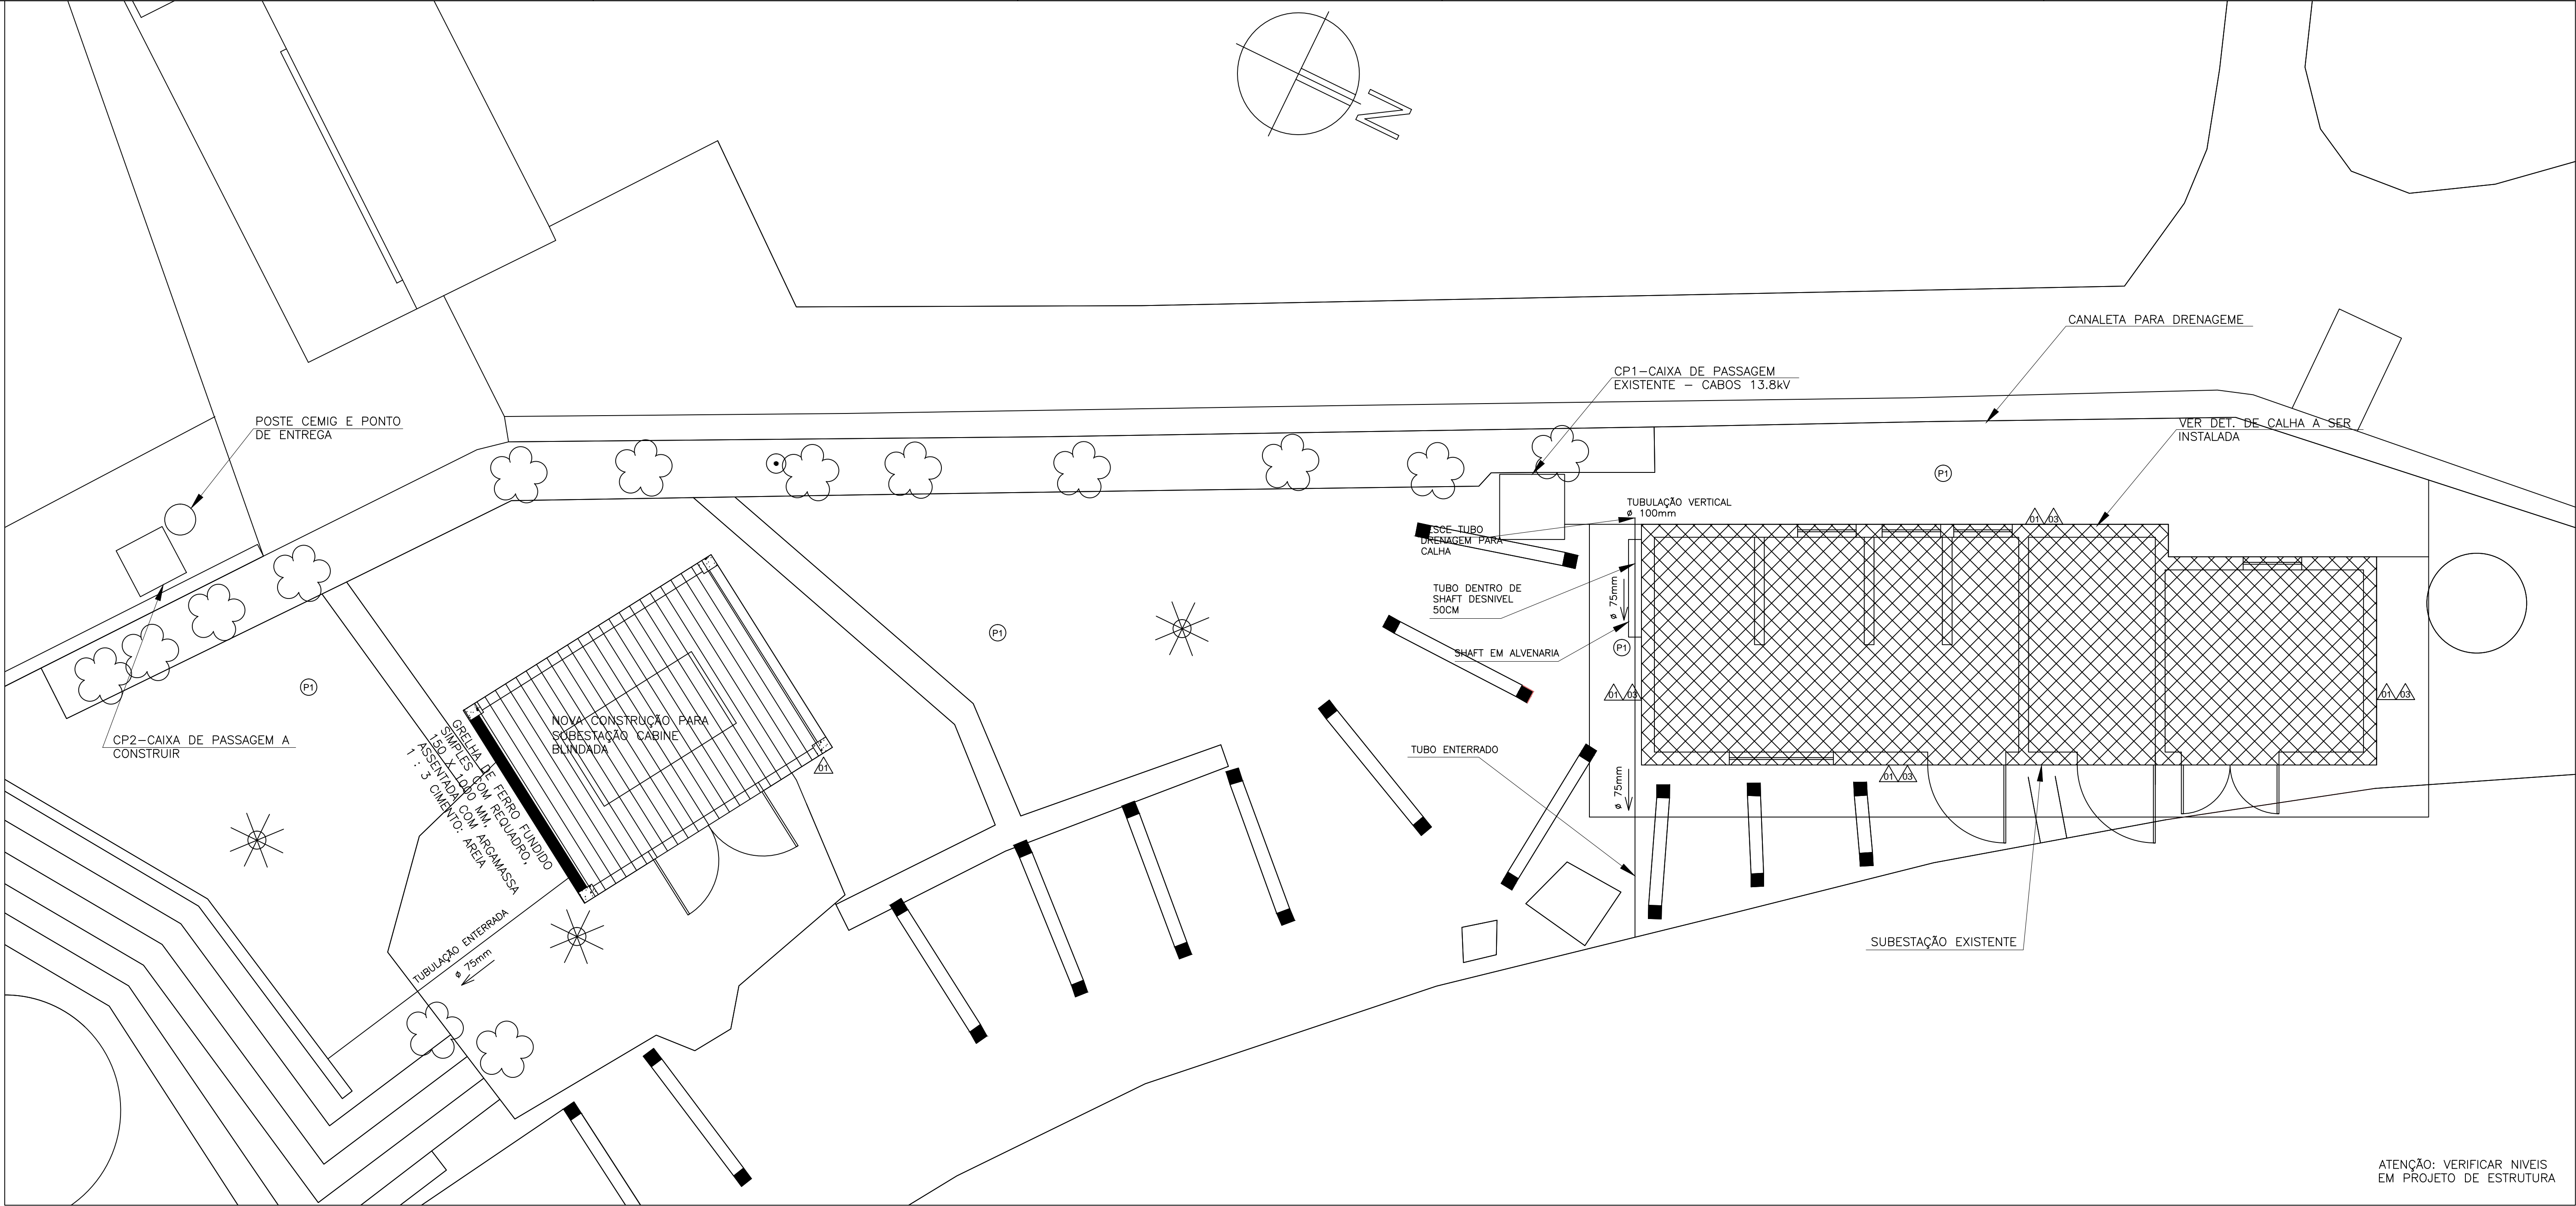 N
CANALETA PARA DRENAGEME
CP1-CAIXA DE PASSAGEM
EXISTENTE - CABOS 13.8kV
POSTE CEMIG E PONTO
DE ENTREGA
VER DET. DE CALHA A SER
INSTALADA
P1
TUBULAÇÃO VERTICAL
ø 100mm
01 03
ESCE TUBO
DRENAGEM PARA
CALHA
TUBO DENTRO DE
SHAFT DESNIVEL
50CM
ø 75mm
P1
P1
SHAFT EM ALVENARIA
P1
01 03
01 03
NOVA CONSTRUÇÃO PARA
SUBESTAÇÃO CABINE
BLINDADA
CP2-CAIXA DE PASSAGEM A
CONSTRUIR
GRELHA DE FERRO FUNDIDO
SIMPLES COM REQUADRO,
150 X 1000 MM,
ASSENTADA COM ARGAMASSA
1 : 3 CIMENTO: AREIA
01
TUBO ENTERRADO
ø 75mm
01 03
TUBULAÇÃO ENTERRADA
ø 75mm
SUBESTAÇÃO EXISTENTE
ATENÇÃO: VERIFICAR NIVEIS
EM PROJETO DE ESTRUTURA